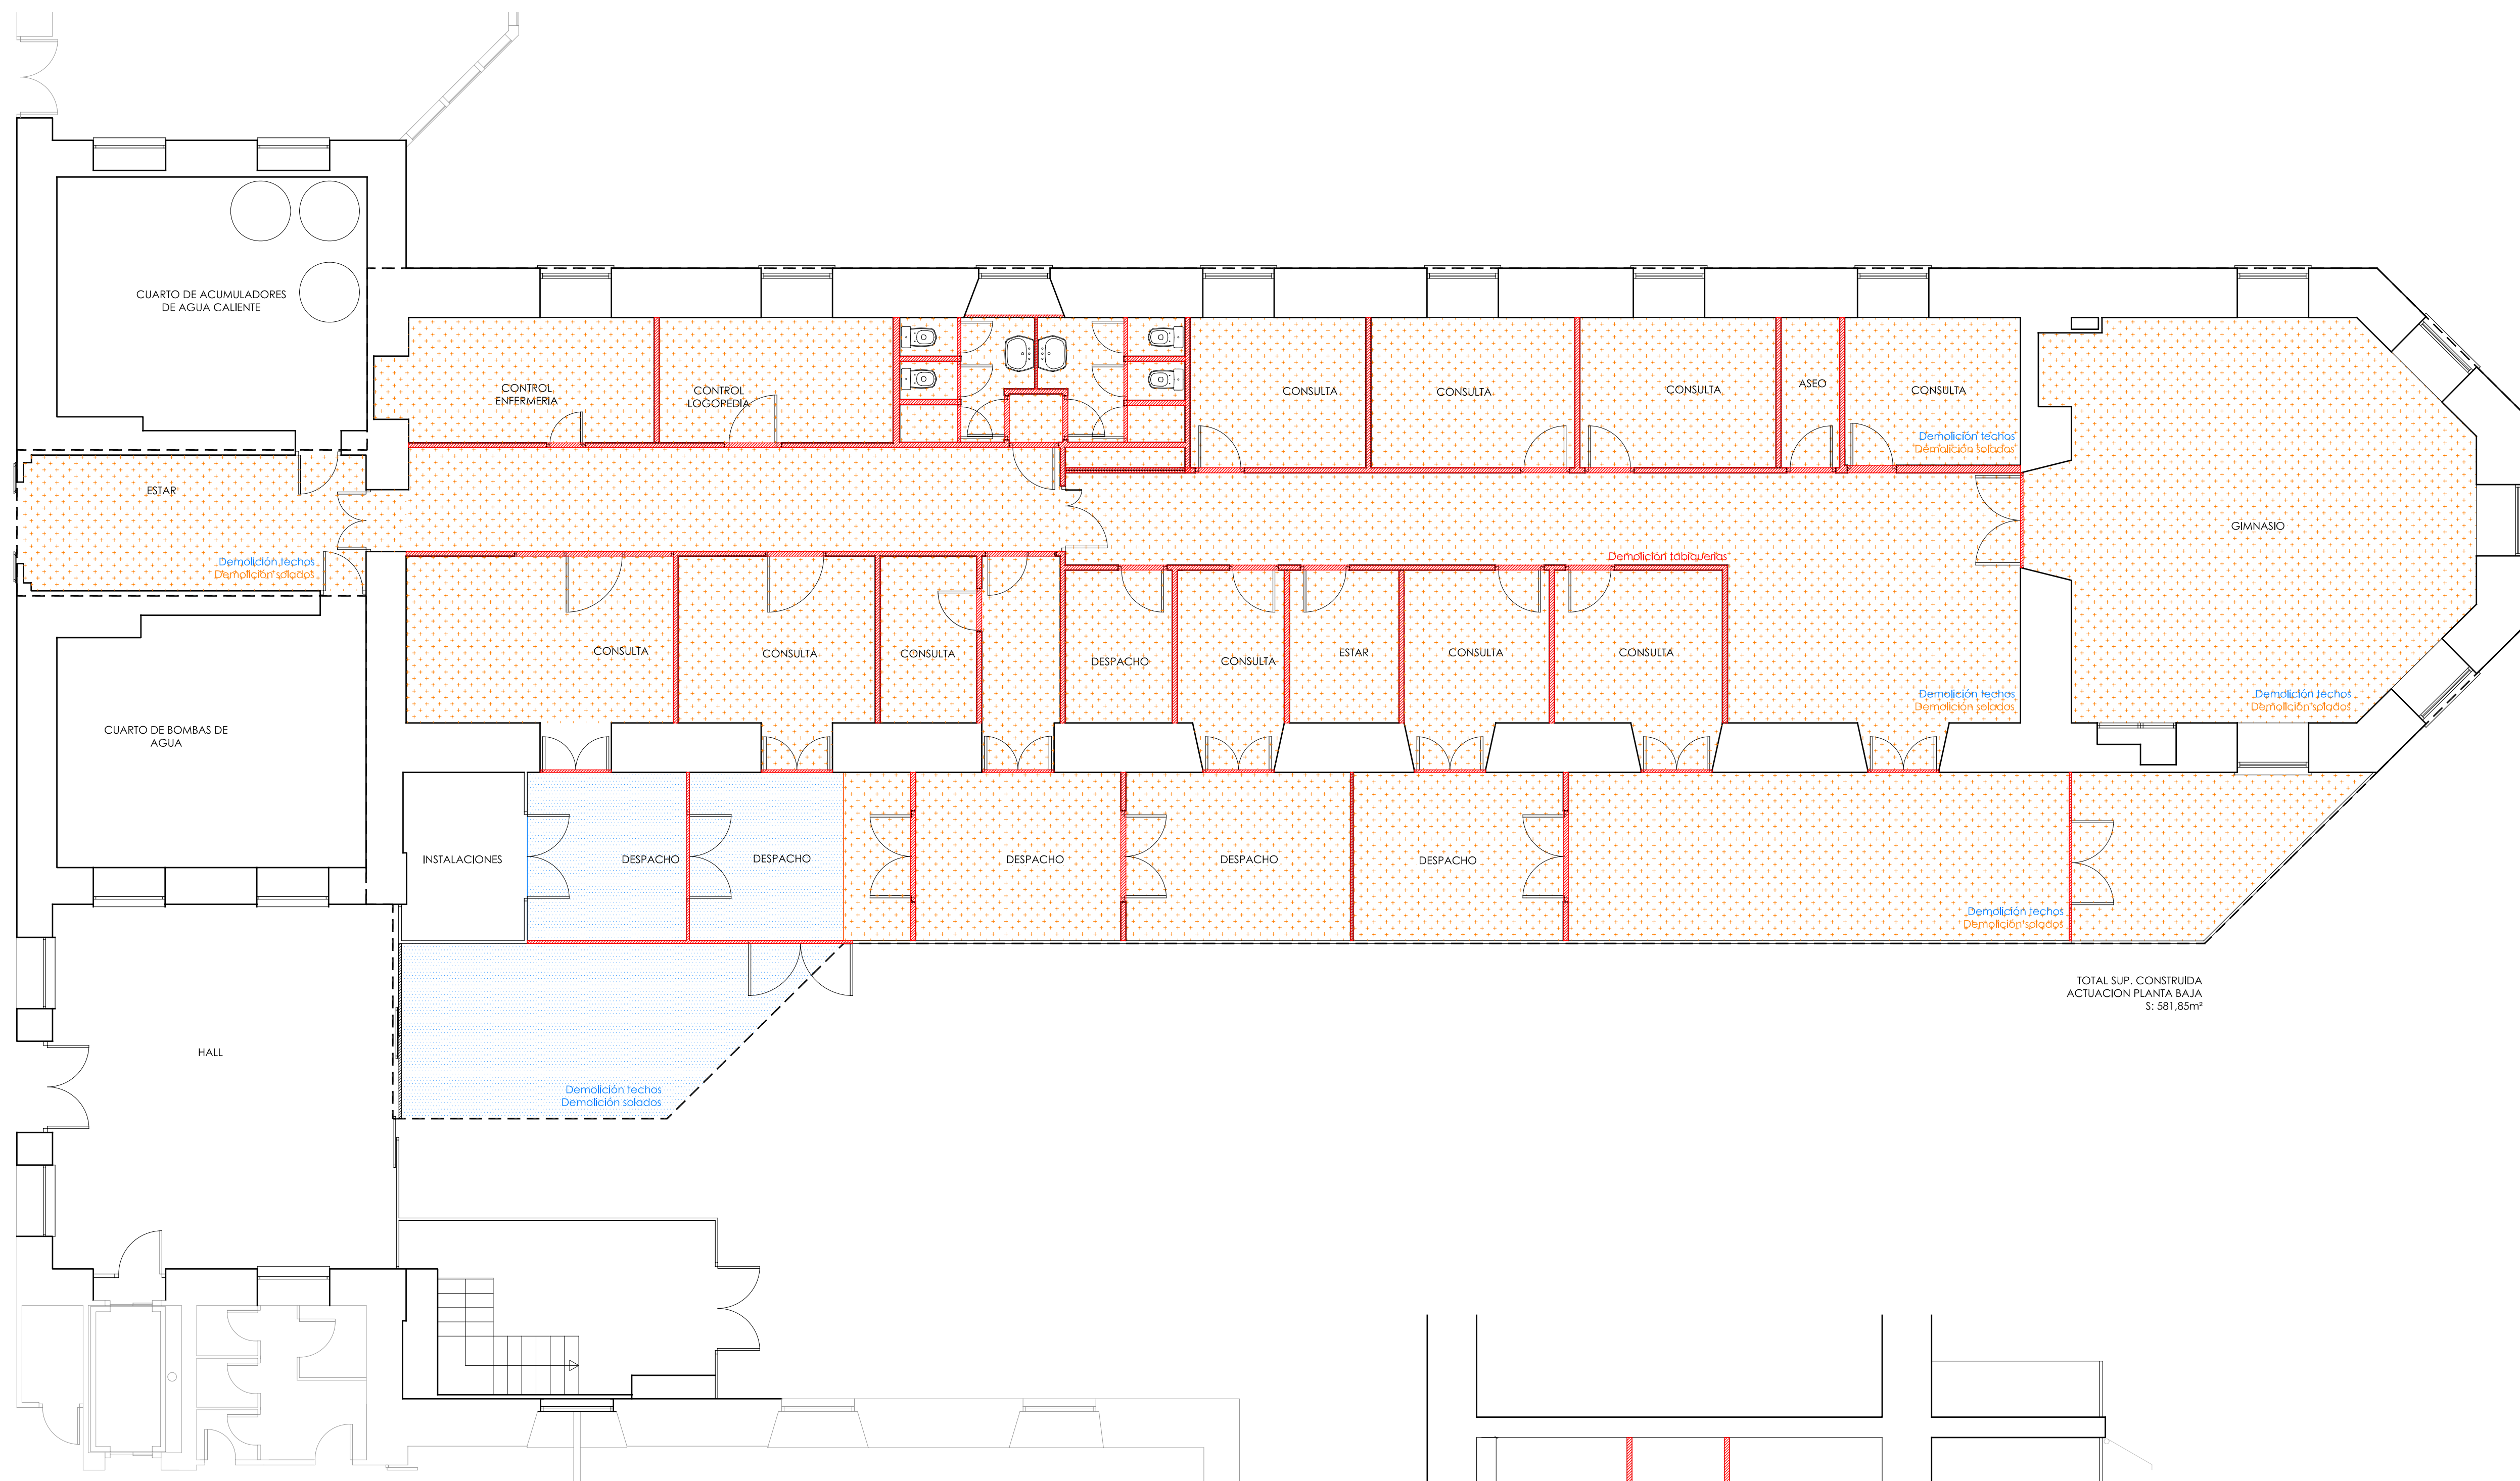 CUARTO DE ACUMULADORES
DE AGUA CALIENTE
CONTROL
ENFERMERIA
CONTROL
LOGOPEDIA
CONSULTA
CONSULTA
CONSULTA
ASEO
CONSULTA
Demolición techos
Demolición solados
ESTAR
Demolición techos
Demolición solados
GIMNASIO
Demolición tabiquerias
CONSULTA
CONSULTA
CONSULTA
DESPACHO
CONSULTA
ESTAR
CONSULTA
CONSULTA
Demolición techos
Demolición solados
Demolición techos
Demolición solados
CUARTO DE BOMBAS DE
AGUA
INSTALACIONES
DESPACHO
DESPACHO
DESPACHO
DESPACHO
DESPACHO
Demolición techos
Demolición solados
TOTAL SUP. CONSTRUIDA
ACTUACION PLANTA BAJA
S: 581,85m²
HALL
Demolición techos
Demolición solados